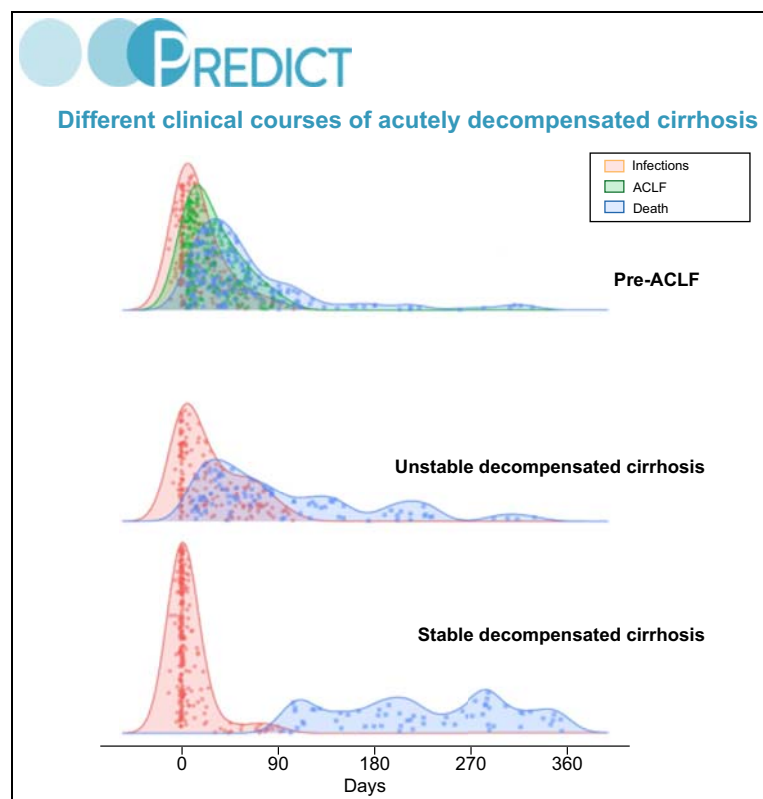 PREDICT
Different clinical courses of acutely decompensated cirrhosis
Infections
ACLF
Death
Pre-ACLF
Unstable decompensated cirrhosis
Stable decompensated cirrhosis
0 90 180 270 360
Days